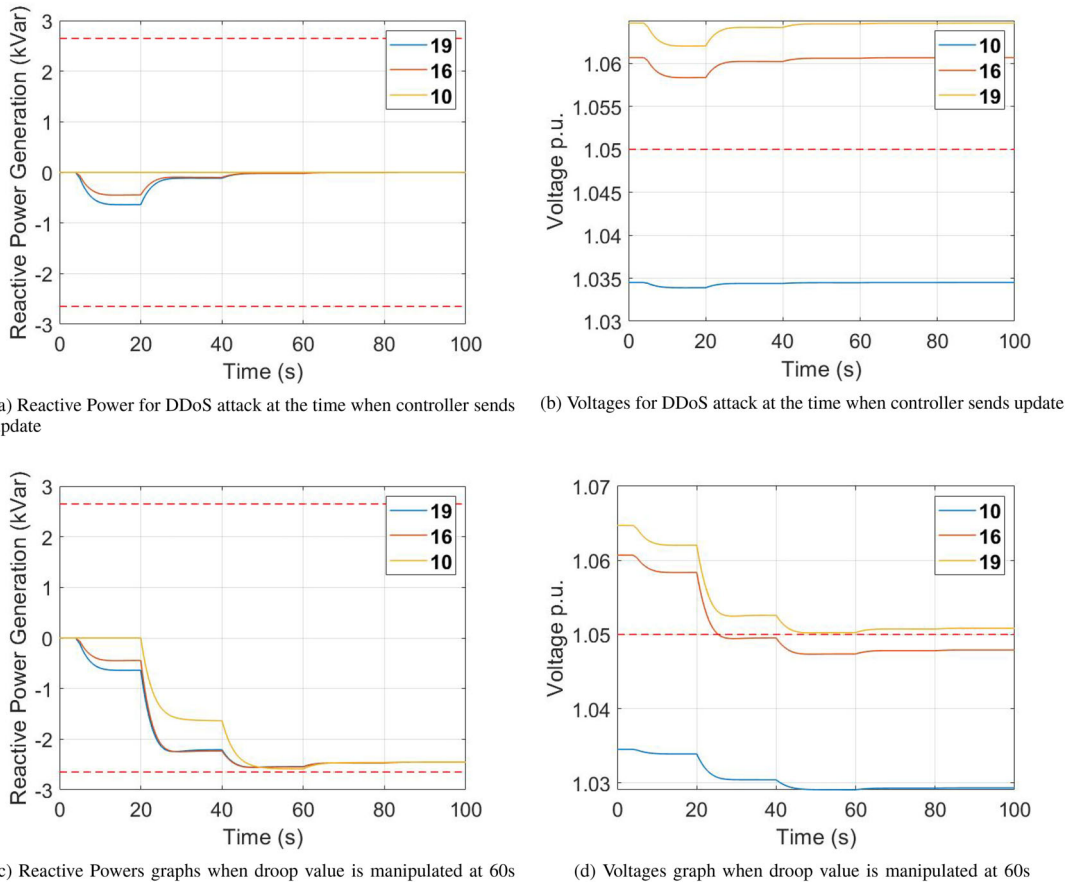 Reactive Power Generation (kVar)
3
2
1
0
-1
-2
-3
0 20 40 60 80 100
Time (s)
19
16
10
Voltage p.u.
1.06
1.055
1.05
1.045
1.04
1.035
1.03
0 20 40 60 80 100
Time (s)
10
16
19
a) Reactive Power for DDoS attack at the time when controller sends
pdate
(b) Voltages for DDoS attack at the time when controller sends update
Reactive Power Generation (kVar)
3
2
1
0
-1
-2
-3
0 20 40 60 80 100
Time (s)
19
16
10
Voltage p.u.
1.07
1.06
1.05
1.04
1.03
0 20 40 60 80 100
Time (s)
10
16
19
c) Reactive Powers graphs when droop value is manipulated at 60s
(d) Voltages graph when droop value is manipulated at 60s